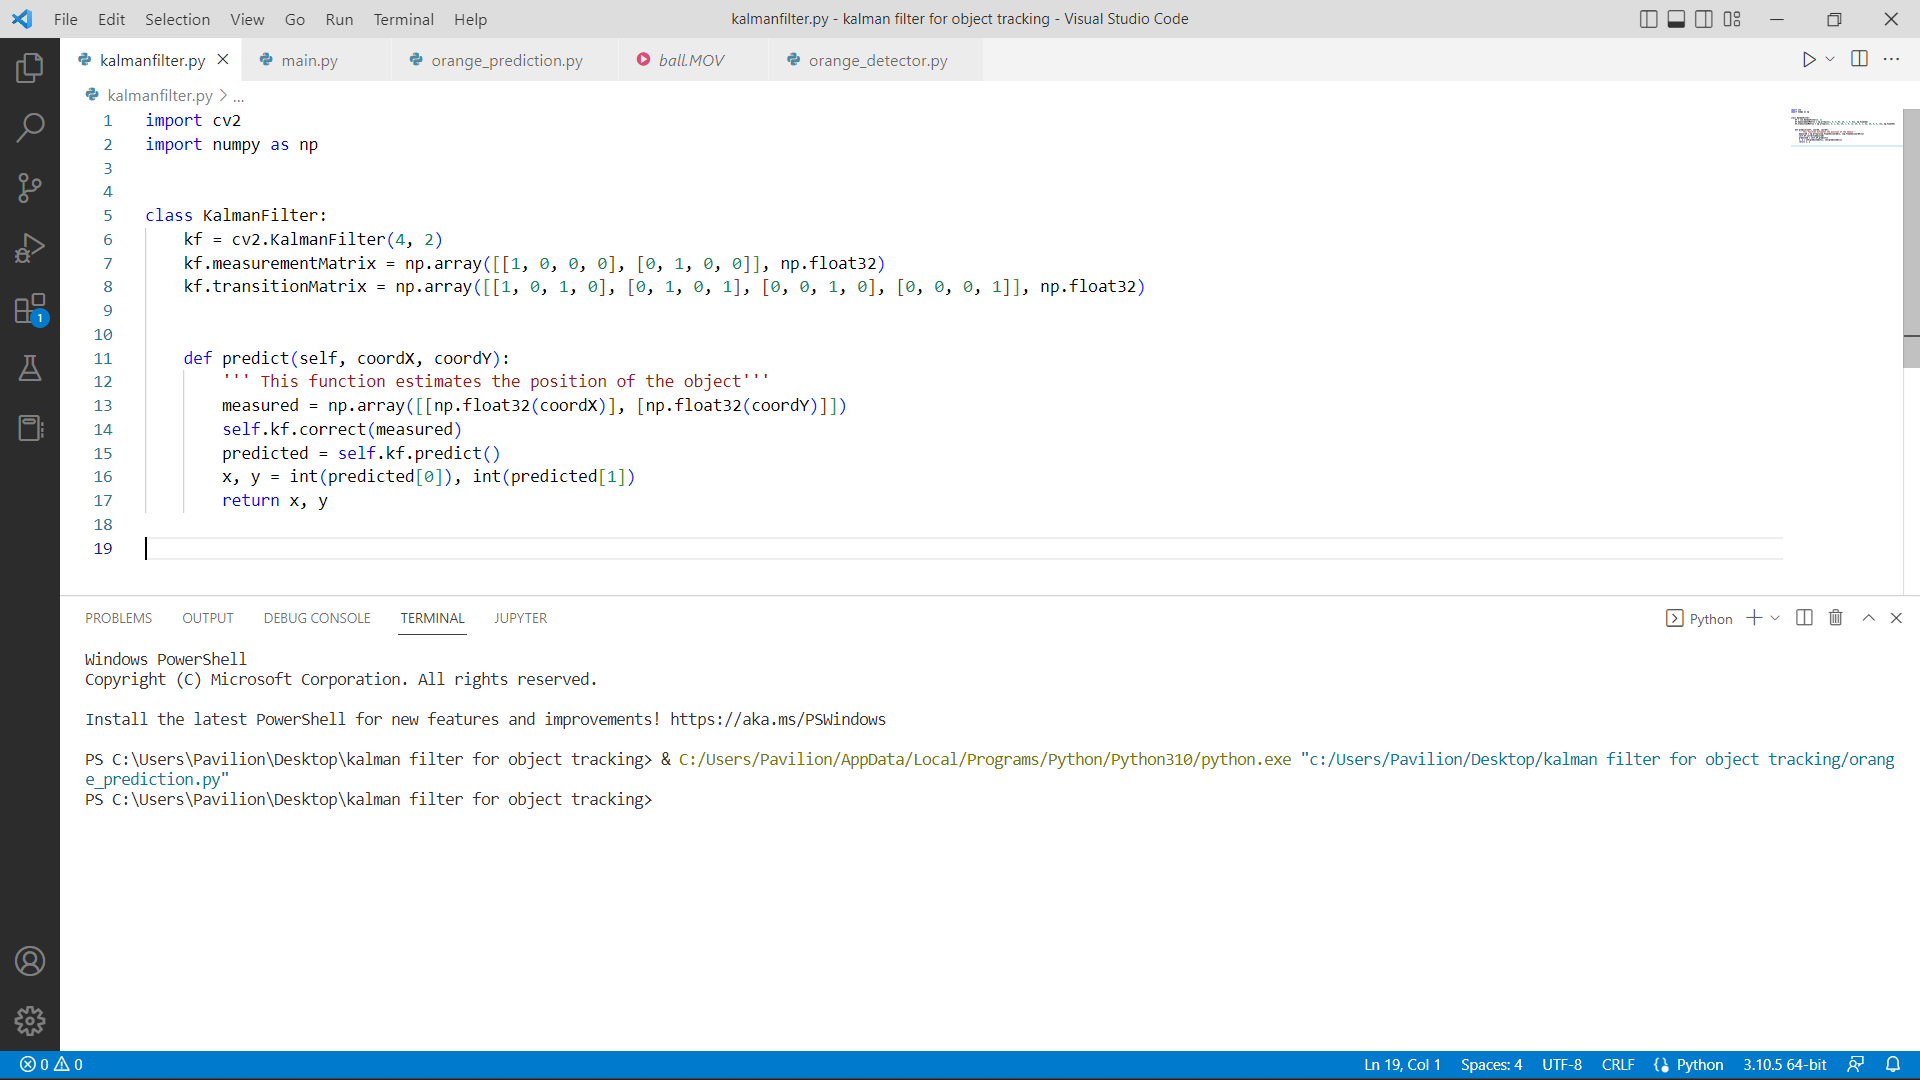 File Edit Selection View Go Run Terminal Help
kalmanfilter.py - kalman filter for object tracking - Visual Studio Code
kalmanfilter.py main.py orange_prediction.py ball.MOV orange_detector.py
kalmanfilter.py > ...
1 import cv2
2 import numpy as np
3
4
5 class KalmanFilter:
6 kf = cv2.KalmanFilter(4, 2)
7 kf.measurementMatrix = np.array([[1, 0, 0, 0], [0, 1, 0, 0]], np.float32)
8 kf.transitionMatrix = np.array([[1, 0, 1, 0], [0, 1, 0, 1], [0, 0, 1, 0], [0, 0, 0, 1]], np.float32)
9
10
11 def predict(self, coordX, coordY):
12 ''' This function estimates the position of the object'''
13 measured = np.array([[np.float32(coordX)], [np.float32(coordY)]])
14 self.kf.correct(measured)
15 predicted = self.kf.predict()
16 x, y = int(predicted[0]), int(predicted[1])
17 return x, y
18
19
1
PROBLEMS OUTPUT DEBUG CONSOLE TERMINAL JUPYTER
Python
Windows PowerShell
Copyright (C) Microsoft Corporation. All rights reserved.
Install the latest PowerShell for new features and improvements! https://aka.ms/PSWindows
PS C:\Users\Pavilion\Desktop\kalman filter for object tracking> & C:/Users/Pavilion/AppData/Local/Programs/Python/Python310/python.exe "c:/Users/Pavilion/Desktop/kalman filter for object tracking/orang
e_prediction.py"
PS C:\Users\Pavilion\Desktop\kalman filter for object tracking>
0 0 Ln 19, Col 1 Spaces: 4 UTF-8 CRLF Python 3.10.5 64-bit